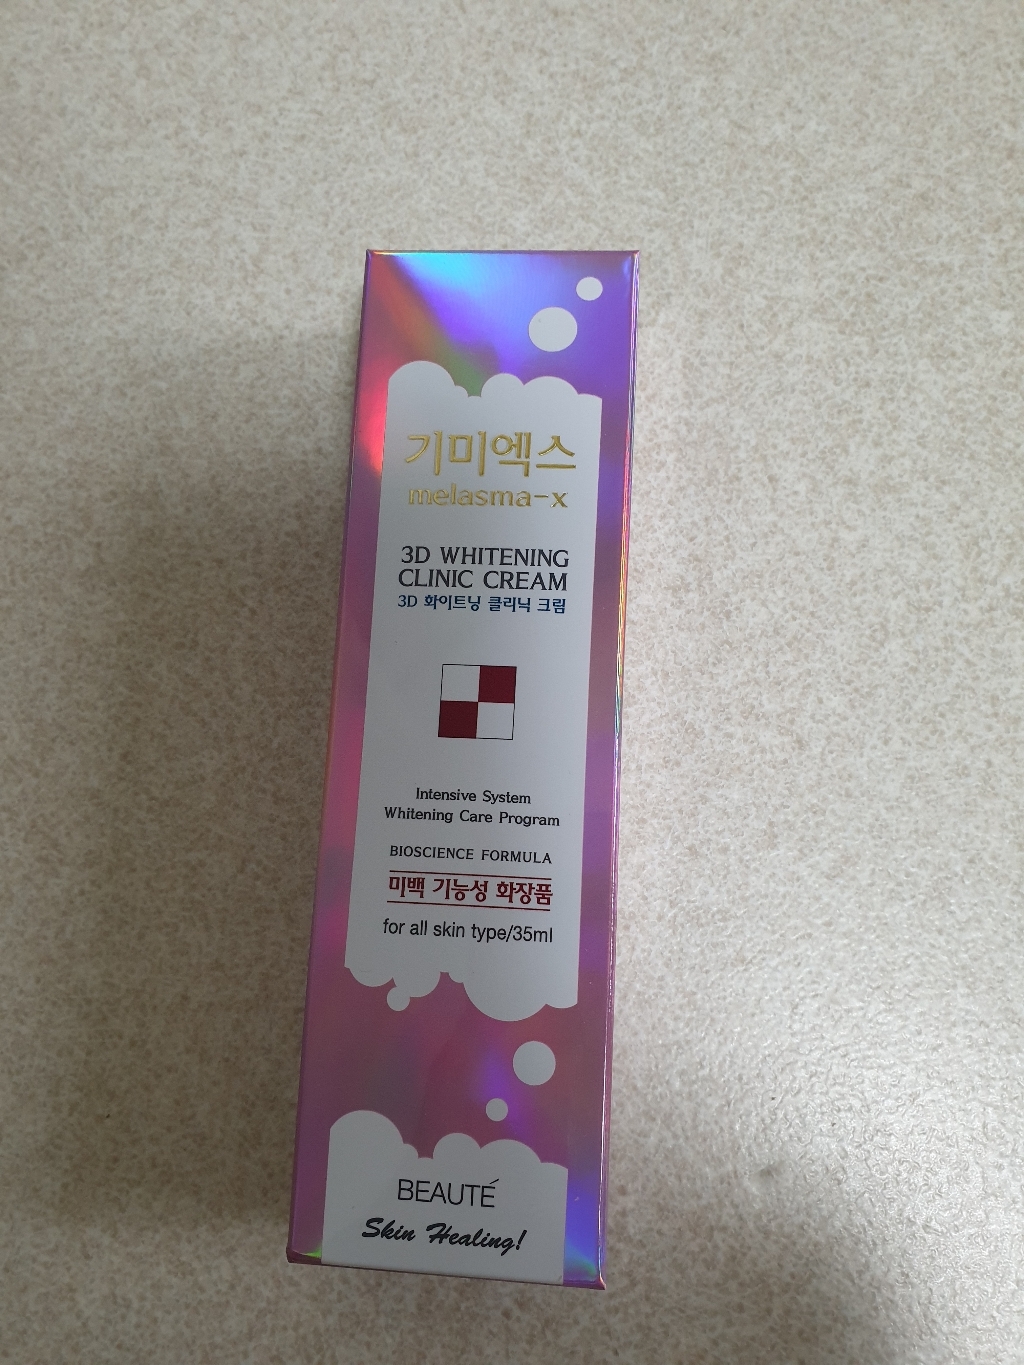 기미엑스
melasma-x
3D WHITENING
CLINIC CREAM
3D 화이트닝 클리닉 크림
Intensive System
Whitening Care Program
BIOSCIENCE FORMULA
미백 기능성 화장품
for all skin type/35ml
BEAUTÉ
Skin Healing!